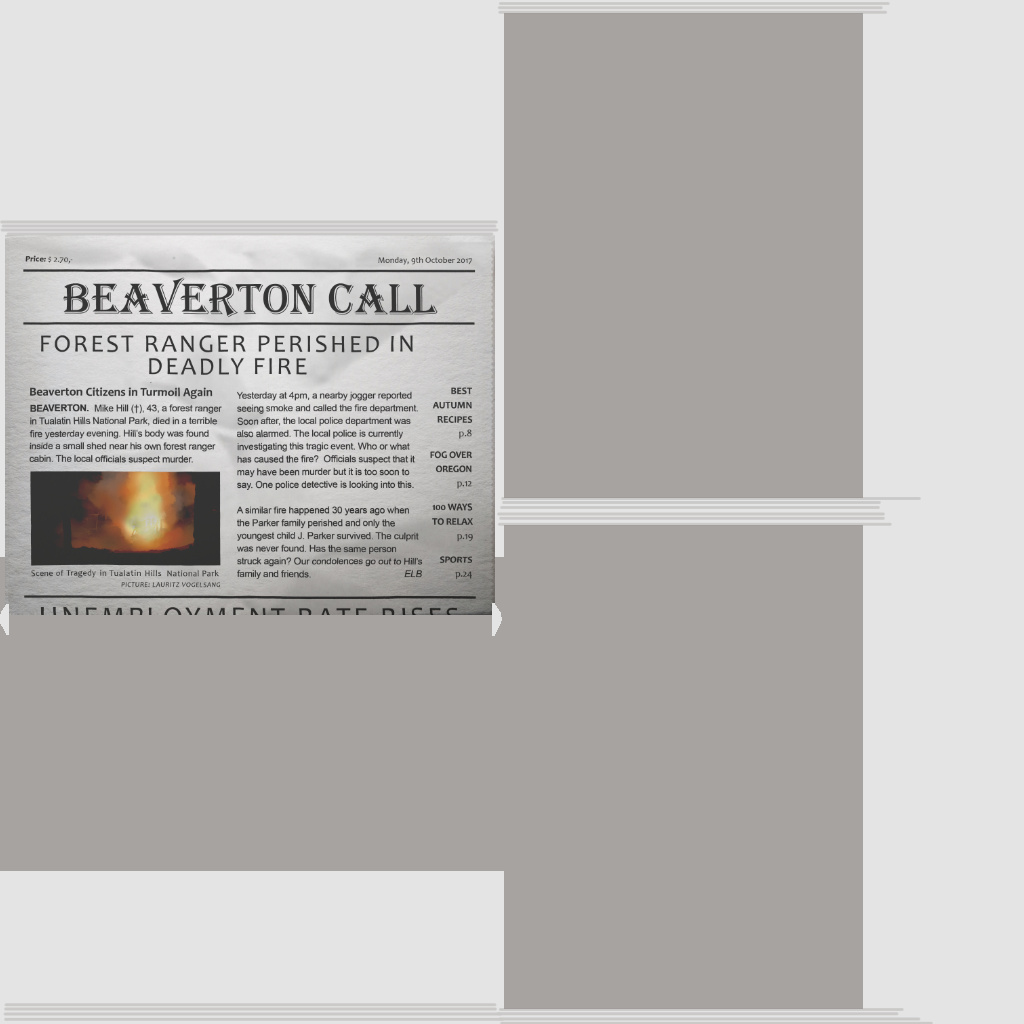 Price: $ 2.70,-
Monday, 9th October 2017
BEAVERTON CALL
FOREST RANGER PERISHED IN
DEADLY FIRE
Beaverton Citizens in Turmoil Again
BEAVERTON. Mike Hill (†), 43, a forest ranger
in Tualatin Hills National Park, died in a terrible
fire yesterday evening. Hill's body was found
inside a small shed near his own forest ranger
cabin. The local officials suspect murder.
Scene of Tragedy in Tualatin Hills National Park
PICTURE: LAURITZ VOGELSANG
Yesterday at 4pm, a nearby jogger reported
seeing smoke and called the fire department.
Soon after, the local police department was
also alarmed. The local police is currently
investigating this tragic event. Who or what
has caused the fire? Officials suspect that it
may have been murder but it is too soon to
say. One police detective is looking into this.
A similar fire happened 30 years ago when
the Parker family perished and only the
youngest child J. Parker survived. The culprit
was never found. Has the same person
struck again? Our condolences go out to Hill's
family and friends. ELB
BEST
AUTUMN
RECIPES
p.8
FOG OVER
OREGON
p.12
100 WAYS
TO RELAX
p.19
SPORTS
p.24
UNEMPLOYMENT RATE RISES